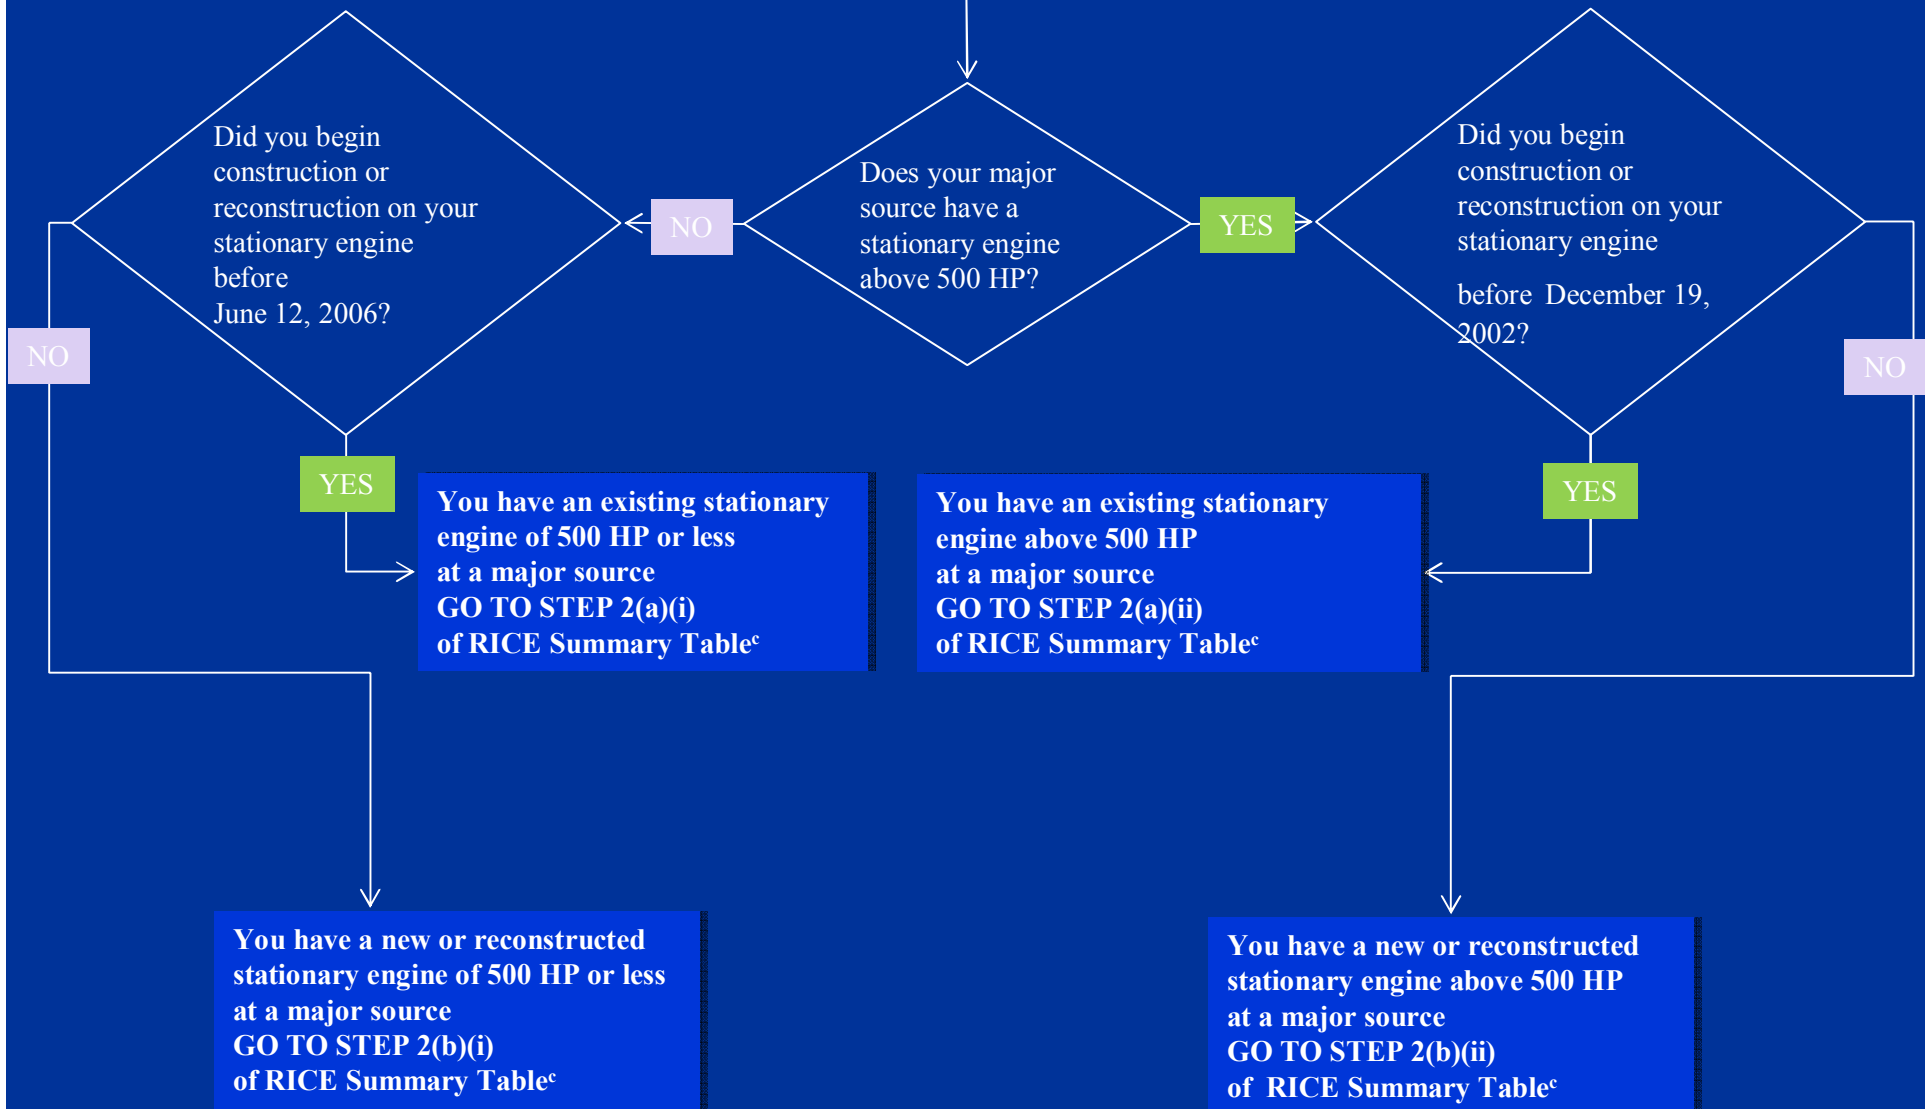 Did you begin
construction or
reconstruction on your
stationary engine
before
June 12, 2006?
NO
Does your major
source have a
stationary engine
above 500 HP?
YES
Did you begin
construction or
reconstruction on your
stationary engine
before December 19,
2002?
NO
NO
YES
You have an existing stationary
engine of 500 HP or less
at a major source
GO TO STEP 2(a)(i)
of RICE Summary Tableᶜ
You have an existing stationary
engine above 500 HP
at a major source
GO TO STEP 2(a)(ii)
of RICE Summary Tableᶜ
YES
You have a new or reconstructed
stationary engine of 500 HP or less
at a major source
GO TO STEP 2(b)(i)
of RICE Summary Tableᶜ
You have a new or reconstructed
stationary engine above 500 HP
at a major source
GO TO STEP 2(b)(ii)
of RICE Summary Tableᶜ